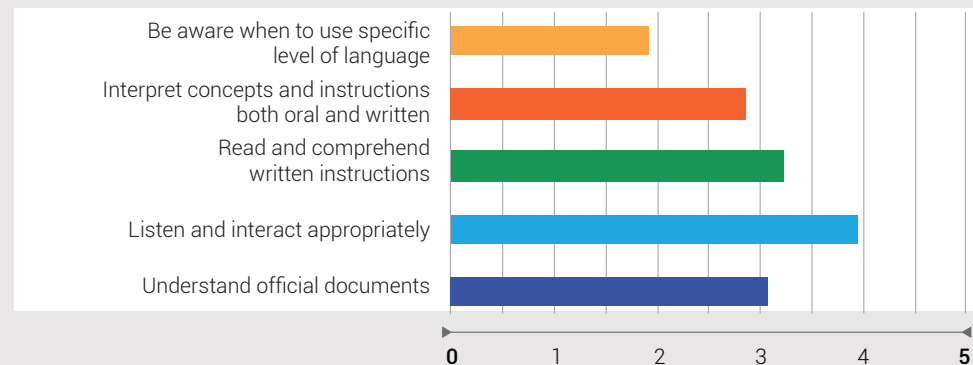 Be aware when to use specific
level of language
Interpret concepts and instructions
both oral and written
Read and comprehend
written instructions
Listen and interact appropriately
Understand official documents
0 1 2 3 4 5